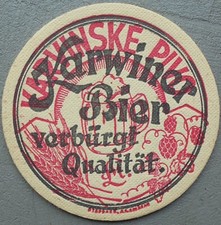 KARVINSKÉ PIVO
Karwiner
Bier
verbürgt
Qualität.